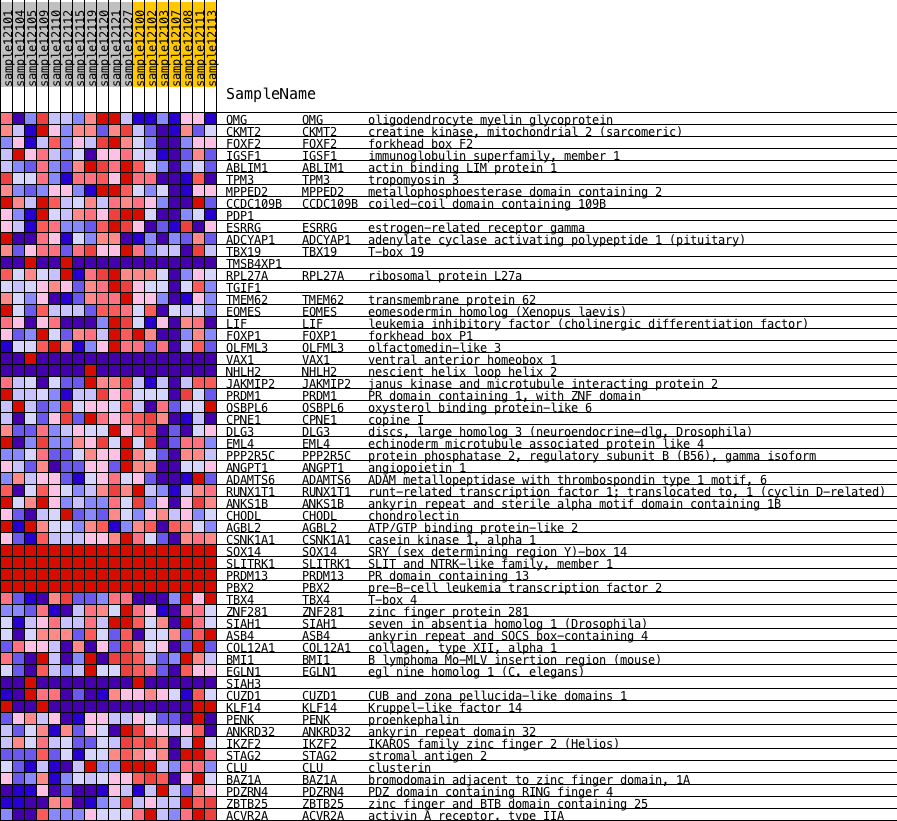 sample12101
sample12104
sample12105
sample12109
sample12110
sample12112
sample12115
sample12119
sample12120
sample12121
sample12127
sample12100
sample12102
sample12103
sample12107
sample12108
sample12111
sample12113
SampleName
OMG OMG oligodendrocyte myelin glycoprotein
CKMT2 CKMT2 creatine kinase, mitochondrial 2 (sarcomeric)
FOXF2 FOXF2 forkhead box F2
IGSF1 IGSF1 immunoglobulin superfamily, member 1
ABLIM1 ABLIM1 actin binding LIM protein 1
TPM3 TPM3 tropomyosin 3
MPPED2 MPPED2 metallophosphoesterase domain containing 2
CCDC109B CCDC109B coiled-coil domain containing 109B
PDP1
ESRRG ESRRG estrogen-related receptor gamma
ADCYAP1 ADCYAP1 adenylate cyclase activating polypeptide 1 (pituitary)
TBX19 TBX19 T-box 19
TMSB4XP1
RPL27A RPL27A ribosomal protein L27a
TGIF1
TMEM62 TMEM62 transmembrane protein 62
EOMES EOMES eomesodermin homolog (Xenopus laevis)
LIF LIF leukemia inhibitory factor (cholinergic differentiation factor)
FOXP1 FOXP1 forkhead box P1
OLFML3 OLFML3 olfactomedin-like 3
VAX1 VAX1 ventral anterior homeobox 1
NHLH2 NHLH2 nescient helix loop helix 2
JAKMIP2 JAKMIP2 janus kinase and microtubule interacting protein 2
PRDM1 PRDM1 PR domain containing 1, with ZNF domain
OSBPL6 OSBPL6 oxysterol binding protein-like 6
CPNE1 CPNE1 copine I
DLG3 DLG3 discs, large homolog 3 (neuroendocrine-dlg, Drosophila)
EML4 EML4 echinoderm microtubule associated protein like 4
PPP2R5C PPP2R5C protein phosphatase 2, regulatory subunit B (B56), gamma isoform
ANGPT1 ANGPT1 angiopoietin 1
ADAMTS6 ADAMTS6 ADAM metallopeptidase with thrombospondin type 1 motif, 6
RUNX1T1 RUNX1T1 runt-related transcription factor 1; translocated to, 1 (cyclin D-related)
ANKS1B ANKS1B ankyrin repeat and sterile alpha motif domain containing 1B
CHODL CHODL chondrolectin
AGBL2 AGBL2 ATP/GTP binding protein-like 2
CSNK1A1 CSNK1A1 casein kinase 1, alpha 1
SOX14 SOX14 SRY (sex determining region Y)-box 14
SLITRK1 SLITRK1 SLIT and NTRK-like family, member 1
PRDM13 PRDM13 PR domain containing 13
PBX2 PBX2 pre-B-cell leukemia transcription factor 2
TBX4 TBX4 T-box 4
ZNF281 ZNF281 zinc finger protein 281
SIAH1 SIAH1 seven in absentia homolog 1 (Drosophila)
ASB4 ASB4 ankyrin repeat and SOCS box-containing 4
COL12A1 COL12A1 collagen, type XII, alpha 1
BMI1 BMI1 B lymphoma Mo-MLV insertion region (mouse)
EGLN1 EGLN1 egl nine homolog 1 (C. elegans)
SIAH3
CUZD1 CUZD1 CUB and zona pellucida-like domains 1
KLF14 KLF14 Kruppel-like factor 14
PENK PENK proenkephalin
ANKRD32 ANKRD32 ankyrin repeat domain 32
IKZF2 IKZF2 IKAROS family zinc finger 2 (Helios)
STAG2 STAG2 stromal antigen 2
CLU CLU clusterin
BAZ1A BAZ1A bromodomain adjacent to zinc finger domain, 1A
PDZRN4 PDZRN4 PDZ domain containing RING finger 4
ZBTB25 ZBTB25 zinc finger and BTB domain containing 25
ACVR2A ACVR2A activin A receptor, type IIA